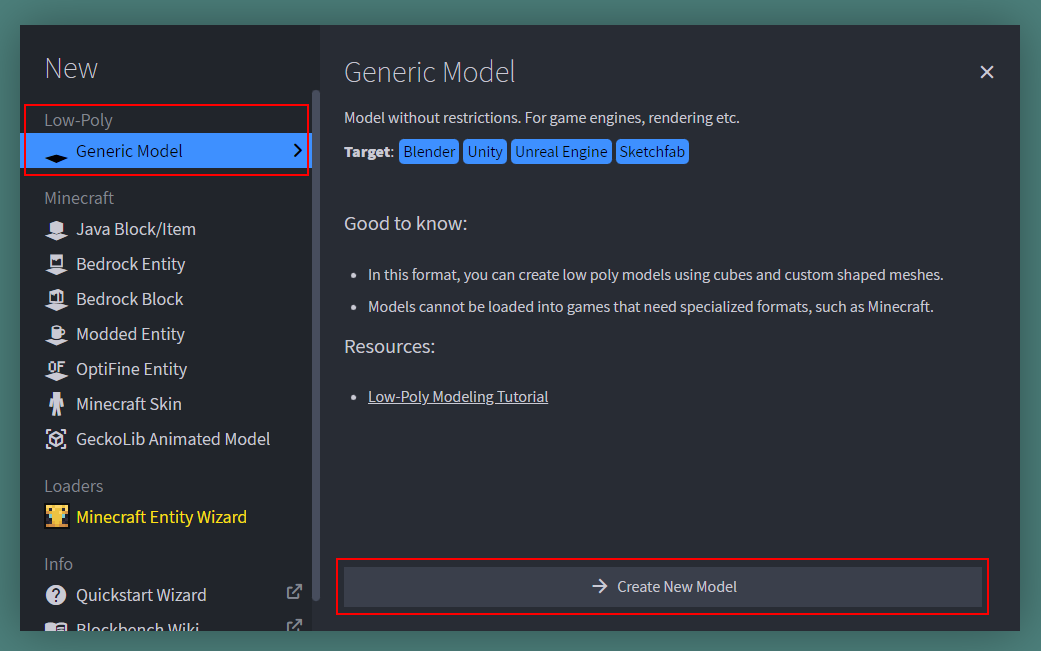 New
Low-Poly
Generic Model
Minecraft
Java Block/Item
Bedrock Entity
Bedrock Block
Modded Entity
OF OptiFine Entity
Minecraft Skin
GeckoLib Animated Model
Loaders
Minecraft Entity Wizard
Info
? Quickstart Wizard
Blockbench Wiki
Generic Model
Model without restrictions. For game engines, rendering etc.
Target: Blender Unity Unreal Engine Sketchfab
Good to know:
• In this format, you can create low poly models using cubes and custom shaped meshes.
• Models cannot be loaded into games that need specialized formats, such as Minecraft.
Resources:
• Low-Poly Modeling Tutorial
Create New Model